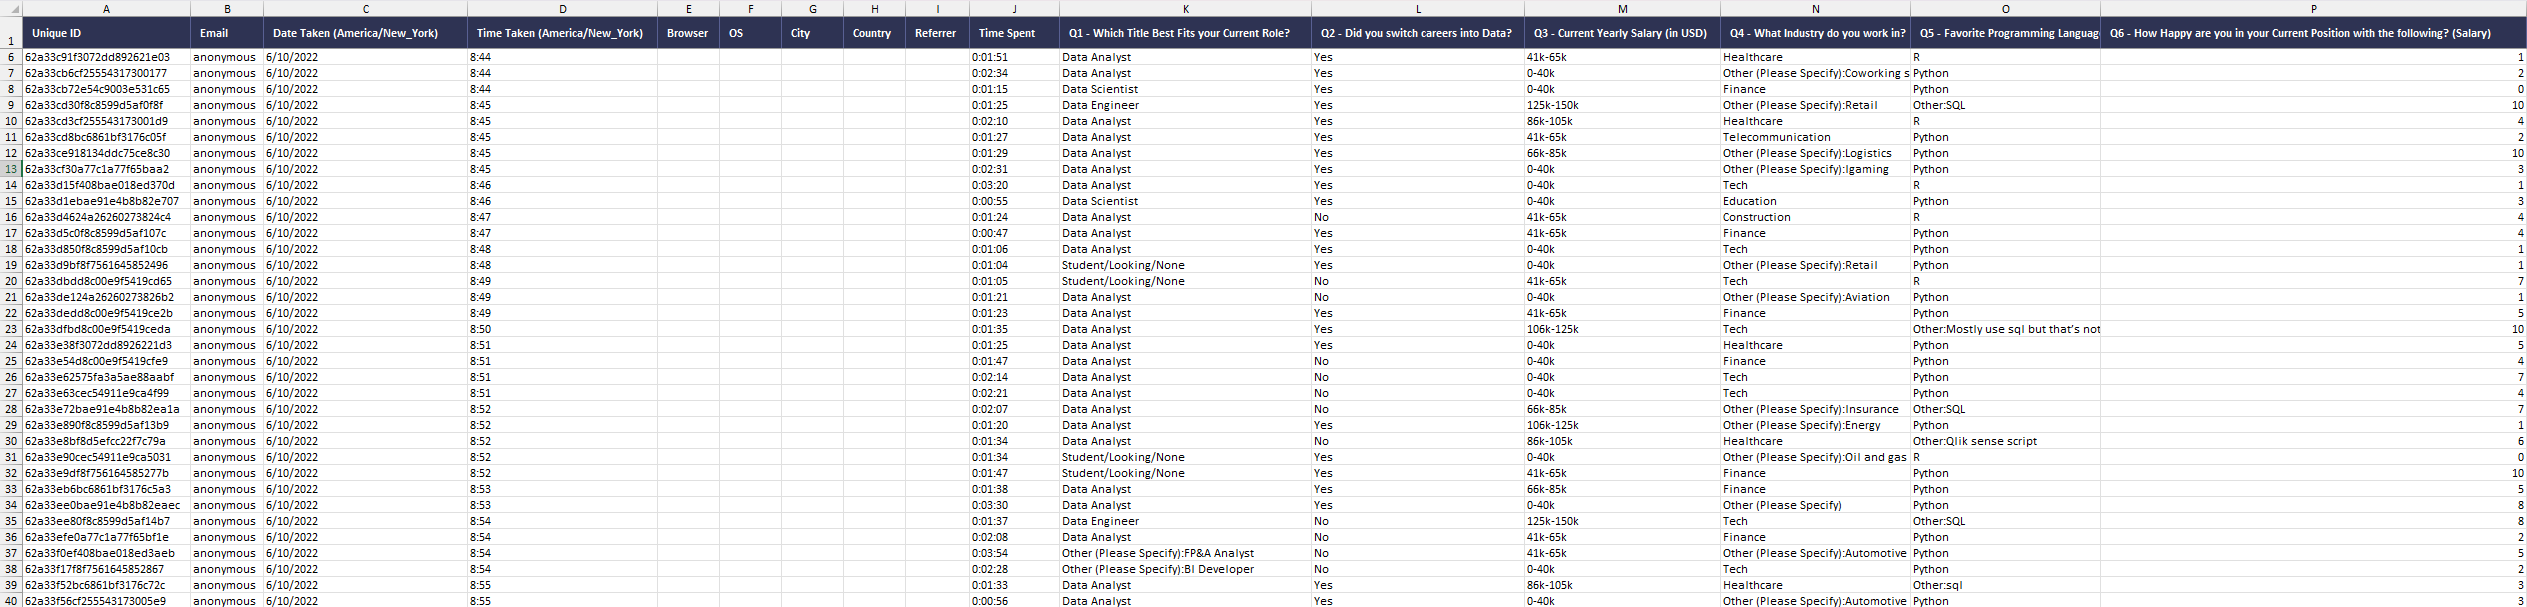 A B C D E F G H I J K L M N O P
1 Unique ID Email Date Taken (America/New_York) Time Taken (America/New_York) Browser OS City Country Referrer Time Spent Q1 - Which Title Best Fits your Current Role? Q2 - Did you switch careers into Data? Q3 - Current Yearly Salary (in USD) Q4 - What Industry do you work in? Q5 - Favorite Programming Languag Q6 - How Happy are you in your Current Position with the following? (Salary)
6 62a33c91f3072dd892621e03 anonymous 6/10/2022 8:44 0:01:51 Data Analyst Yes 41k-65k Healthcare R 1
7 62a33cb6cf25554317300177 anonymous 6/10/2022 8:44 0:02:34 Data Analyst Yes 0-40k Other (Please Specify):Coworking s Python 2
8 62a33cb72e54c9003e531c65 anonymous 6/10/2022 8:44 0:01:15 Data Scientist Yes 0-40k Finance Python 0
9 62a33cd30f8c8599d5af0f8f anonymous 6/10/2022 8:45 0:01:25 Data Engineer Yes 125k-150k Other (Please Specify):Retail Other:SQL 10
10 62a33cd3cf255543173001d9 anonymous 6/10/2022 8:45 0:02:10 Data Analyst Yes 86k-105k Healthcare R 4
11 62a33cd8bc6861bf3176c05f anonymous 6/10/2022 8:45 0:01:27 Data Analyst Yes 41k-65k Telecommunication Python 2
12 62a33ce918134ddc75ce8c30 anonymous 6/10/2022 8:45 0:01:29 Data Analyst Yes 66k-85k Other (Please Specify):Logistics Python 10
13 62a33cf30a77c1a77f65baa2 anonymous 6/10/2022 8:45 0:02:31 Data Analyst Yes 0-40k Other (Please Specify):Igaming Python 3
14 62a33d15f408bae018ed370d anonymous 6/10/2022 8:46 0:03:20 Data Analyst Yes 0-40k Tech R 1
15 62a33d1ebae91e4b8b82e707 anonymous 6/10/2022 8:46 0:00:55 Data Scientist Yes 0-40k Education Python 3
16 62a33d4624a26260273824c4 anonymous 6/10/2022 8:47 0:01:24 Data Analyst No 41k-65k Construction R 4
17 62a33d5c0f8c8599d5af107c anonymous 6/10/2022 8:47 0:00:47 Data Analyst Yes 41k-65k Finance Python 4
18 62a33d850f8c8599d5af10cb anonymous 6/10/2022 8:48 0:01:06 Data Analyst Yes 0-40k Tech Python 1
19 62a33d9bf8f7561645852496 anonymous 6/10/2022 8:48 0:01:04 Student/Looking/None Yes 0-40k Other (Please Specify):Retail Python 1
20 62a33dbdd8c00e9f5419cd65 anonymous 6/10/2022 8:49 0:01:05 Student/Looking/None No 41k-65k Tech R 7
21 62a33de124a26260273826b2 anonymous 6/10/2022 8:49 0:01:21 Data Analyst No 0-40k Other (Please Specify):Aviation Python 1
22 62a33dedd8c00e9f5419ce2b anonymous 6/10/2022 8:49 0:01:23 Data Analyst Yes 41k-65k Finance Python 5
23 62a33dfbd8c00e9f5419ceda anonymous 6/10/2022 8:50 0:01:35 Data Analyst Yes 106k-125k Tech Other:Mostly use sql but that's not 10
24 62a33e38f3072dd8926221d3 anonymous 6/10/2022 8:51 0:01:25 Data Analyst Yes 0-40k Healthcare Python 5
25 62a33e54d8c00e9f5419cfe9 anonymous 6/10/2022 8:51 0:01:47 Data Analyst No 0-40k Finance Python 4
26 62a33e62575fa3a5ae88aabf anonymous 6/10/2022 8:51 0:02:14 Data Analyst No 0-40k Tech Python 7
27 62a33e63cec54911e9ca4f99 anonymous 6/10/2022 8:51 0:02:21 Data Analyst No 0-40k Tech Python 4
28 62a33e72bae91e4b8b82ea1a anonymous 6/10/2022 8:52 0:02:07 Data Analyst No 66k-85k Other (Please Specify):Insurance Other:SQL 7
29 62a33e890f8c8599d5af13b9 anonymous 6/10/2022 8:52 0:01:20 Data Analyst Yes 106k-125k Other (Please Specify):Energy Python 1
30 62a33e8bf8d5efcc22f7c79a anonymous 6/10/2022 8:52 0:01:34 Data Analyst No 86k-105k Healthcare Other:Qlik sense script 6
31 62a33e90cec54911e9ca5031 anonymous 6/10/2022 8:52 0:01:34 Student/Looking/None Yes 0-40k Other (Please Specify):Oil and gas R 0
32 62a33e9df8f756164585277b anonymous 6/10/2022 8:52 0:01:47 Student/Looking/None Yes 41k-65k Finance Python 10
33 62a33eb6bc6861bf3176c5a3 anonymous 6/10/2022 8:53 0:01:38 Data Analyst Yes 66k-85k Finance Python 5
34 62a33ee0bae91e4b8b82eaec anonymous 6/10/2022 8:53 0:03:30 Data Analyst Yes 0-40k Other (Please Specify) Python 8
35 62a33ee80f8c8599d5af14b7 anonymous 6/10/2022 8:54 0:01:37 Data Engineer No 125k-150k Tech Other:SQL 8
36 62a33efe0a77c1a77f65bf1e anonymous 6/10/2022 8:54 0:02:08 Data Analyst No 41k-65k Finance Python 2
37 62a33f0ef408bae018ed3aeb anonymous 6/10/2022 8:54 0:03:54 Other (Please Specify):FP&A Analyst No 41k-65k Other (Please Specify):Automotive Python 5
38 62a33f17f8f7561645852867 anonymous 6/10/2022 8:54 0:02:28 Other (Please Specify):BI Developer No 0-40k Tech Python 2
39 62a33f52bc6861bf3176c72c anonymous 6/10/2022 8:55 0:01:33 Data Analyst Yes 86k-105k Healthcare Other:sql 3
40 62a33f56cf255543173005e9 anonymous 6/10/2022 8:55 0:00:56 Data Analyst Yes 0-40k Other (Please Specify):Automotive Python 3